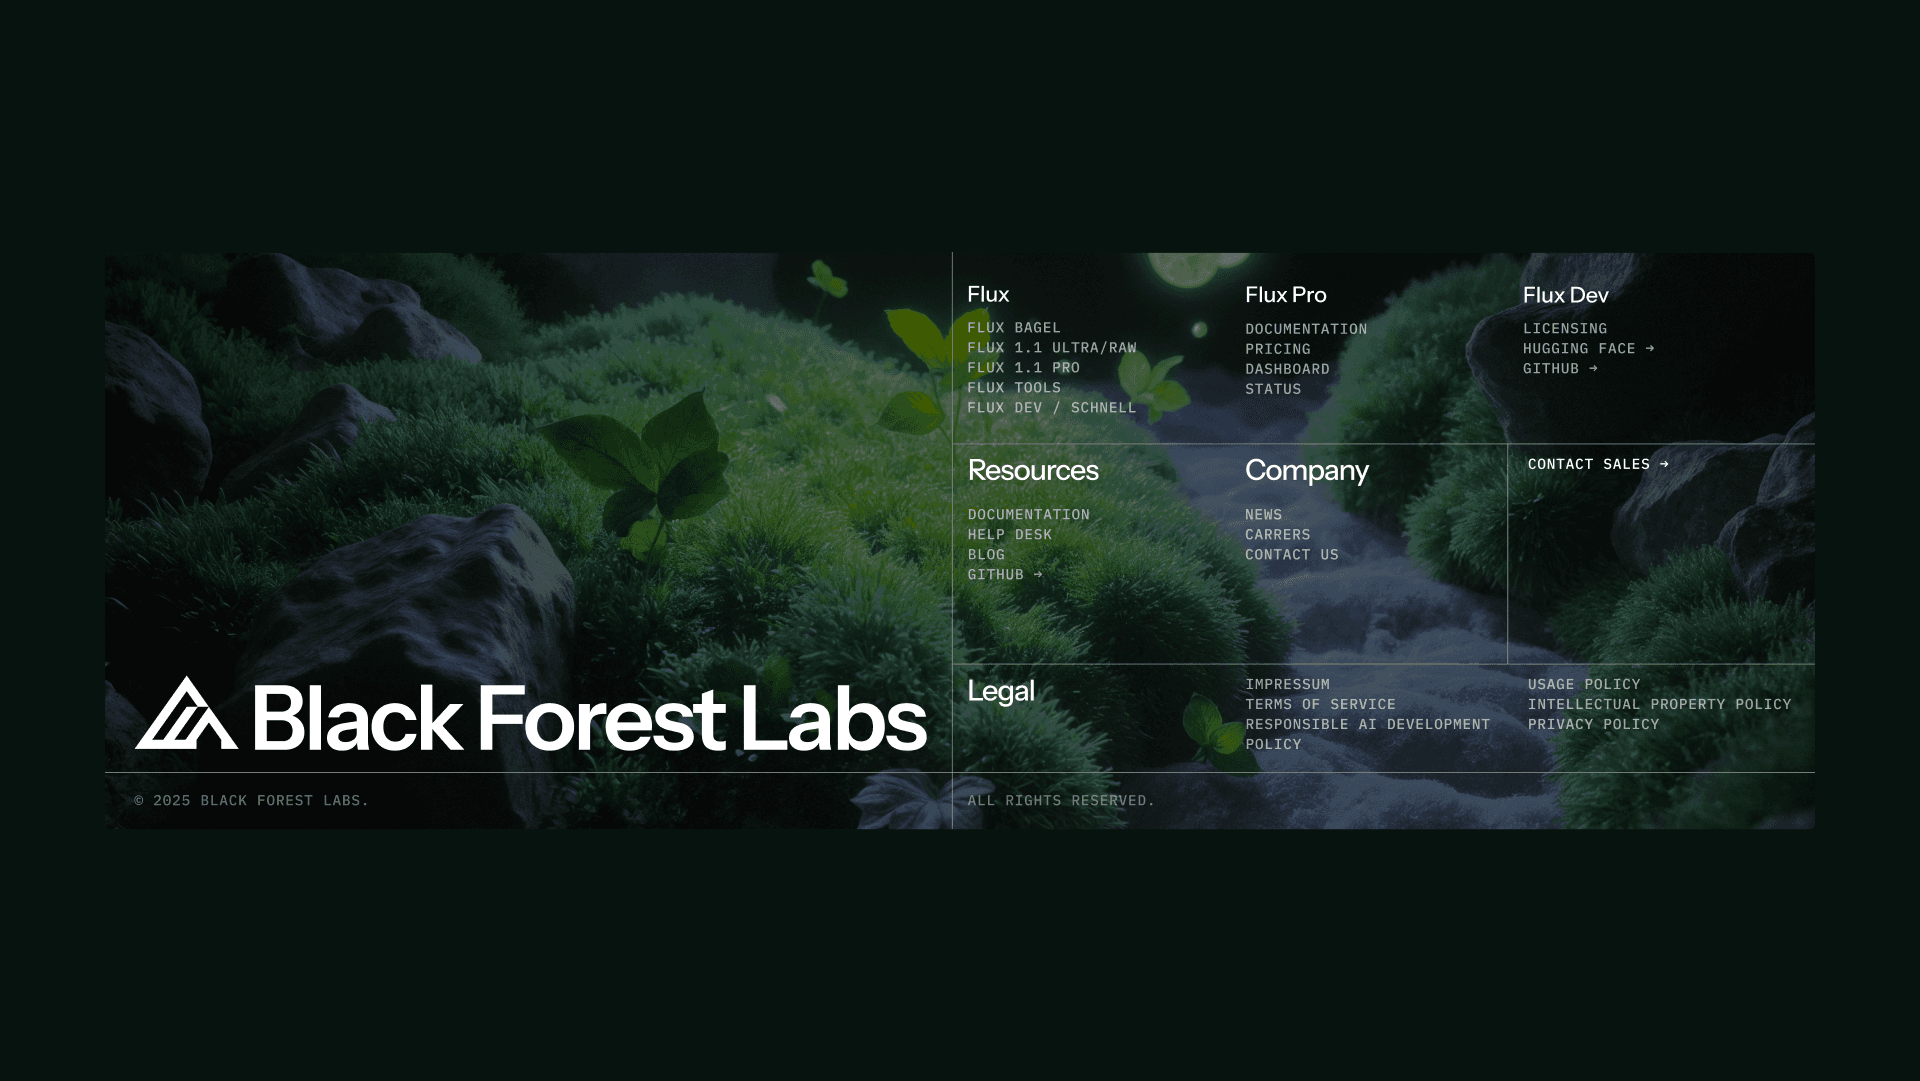 Flux
FLUX BAGEL
FLUX 1.1 ULTRA/RAW
FLUX 1.1 PRO
FLUX TOOLS
FLUX DEV / SCHNELL
Flux Pro
DOCUMENTATION
PRICING
DASHBOARD
STATUS
Flux Dev
LICENSING
HUGGING FACE →
GITHUB →
Resources
DOCUMENTATION
HELP DESK
BLOG
GITHUB →
Company
NEWS
CARRERS
CONTACT US
CONTACT SALES →
Black Forest Labs
Legal
IMPRESSUM
TERMS OF SERVICE
RESPONSIBLE AI DEVELOPMENT
POLICY
USAGE POLICY
INTELLECTUAL PROPERTY POLICY
PRIVACY POLICY
© 2025 BLACK FOREST LABS.
ALL RIGHTS RESERVED.